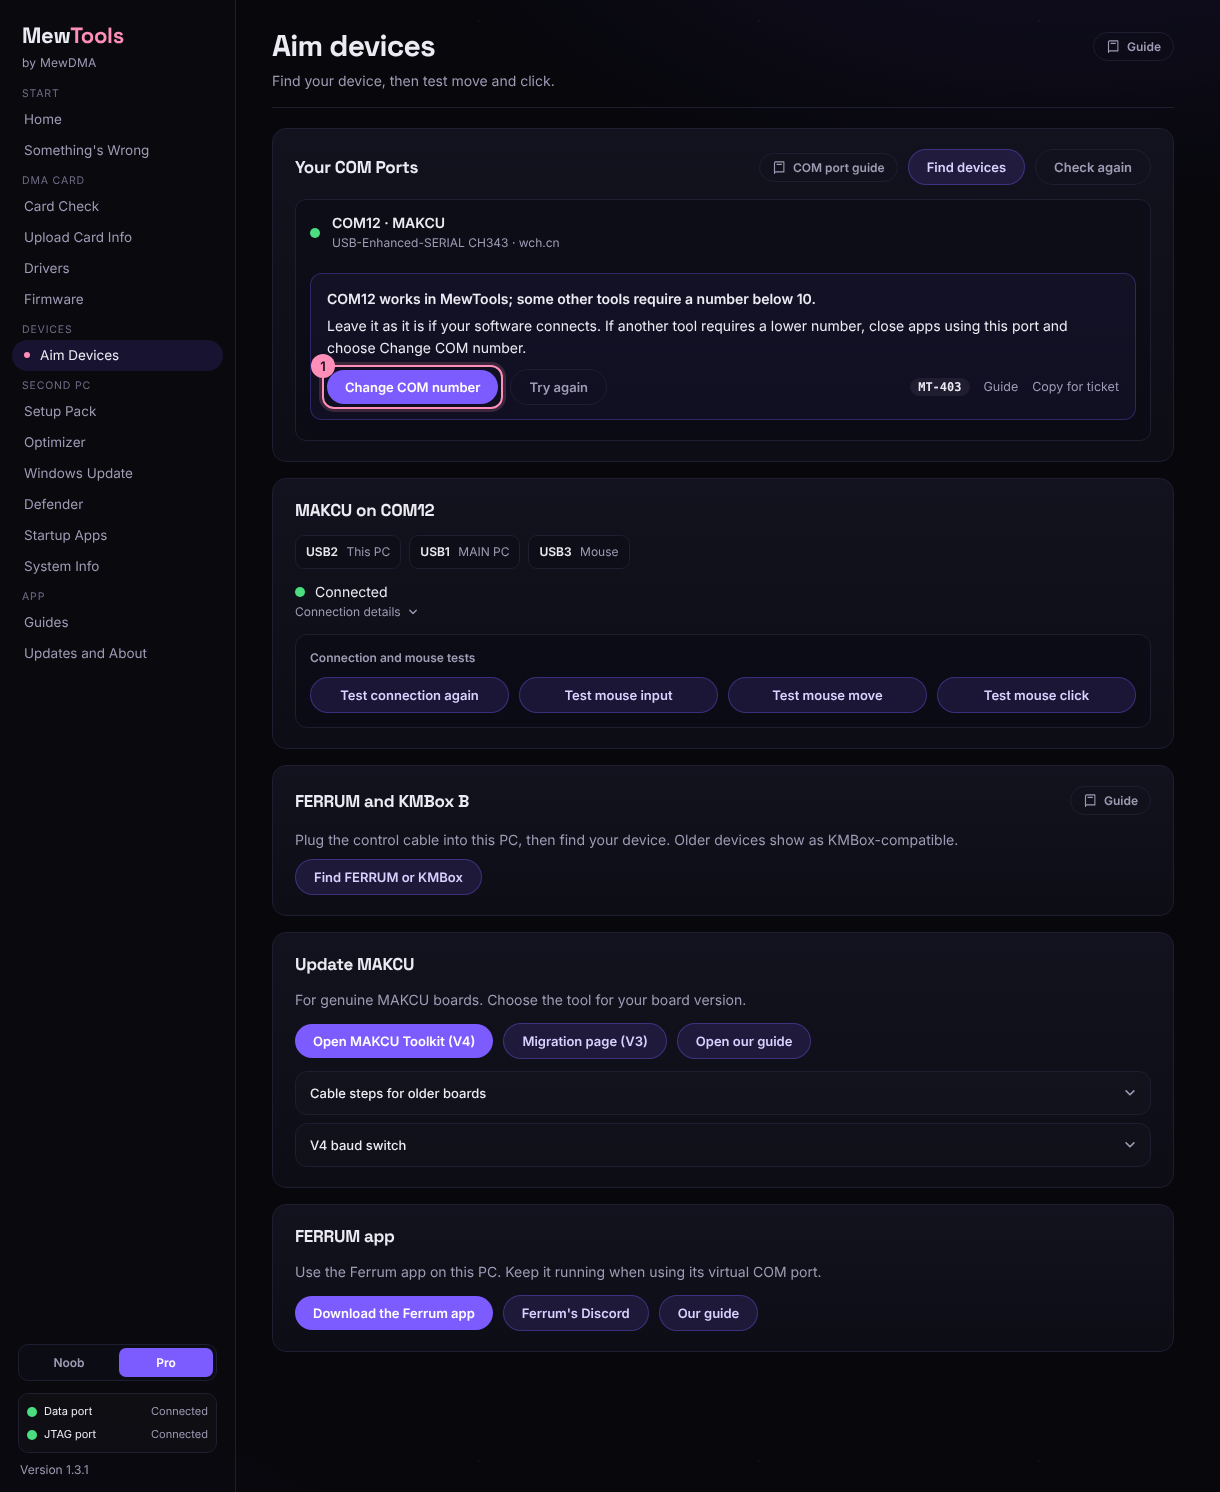 MewTools
by MewDMA
START
Home
Something's Wrong
DMA CARD
Card Check
Upload Card Info
Drivers
Firmware
DEVICES
Aim Devices
SECOND PC
Setup Pack
Optimizer
Windows Update
Defender
Startup Apps
System Info
APP
Guides
Updates and About
Noob
Pro
Data port Connected
JTAG port Connected
Version 1.3.1
Aim devices
Guide
Find your device, then test move and click.
Your COM Ports
COM port guide
Find devices
Check again
COM12 · MAKCU
USB-Enhanced-SERIAL CH343 · wch.cn
COM12 works in MewTools; some other tools require a number below 10.
Leave it as it is if your software connects. If another tool requires a lower number, close apps using this port and
choose Change COM number.
1
Change COM number
Try again
MT-403
Guide
Copy for ticket
MAKCU on COM12
USB2 This PC
USB1 MAIN PC
USB3 Mouse
Connected
Connection details
Connection and mouse tests
Test connection again
Test mouse input
Test mouse move
Test mouse click
FERRUM and KMBox B
Guide
Plug the control cable into this PC, then find your device. Older devices show as KMBox-compatible.
Find FERRUM or KMBox
Update MAKCU
For genuine MAKCU boards. Choose the tool for your board version.
Open MAKCU Toolkit (V4)
Migration page (V3)
Open our guide
Cable steps for older boards
V4 baud switch
FERRUM app
Use the Ferrum app on this PC. Keep it running when using its virtual COM port.
Download the Ferrum app
Ferrum's Discord
Our guide